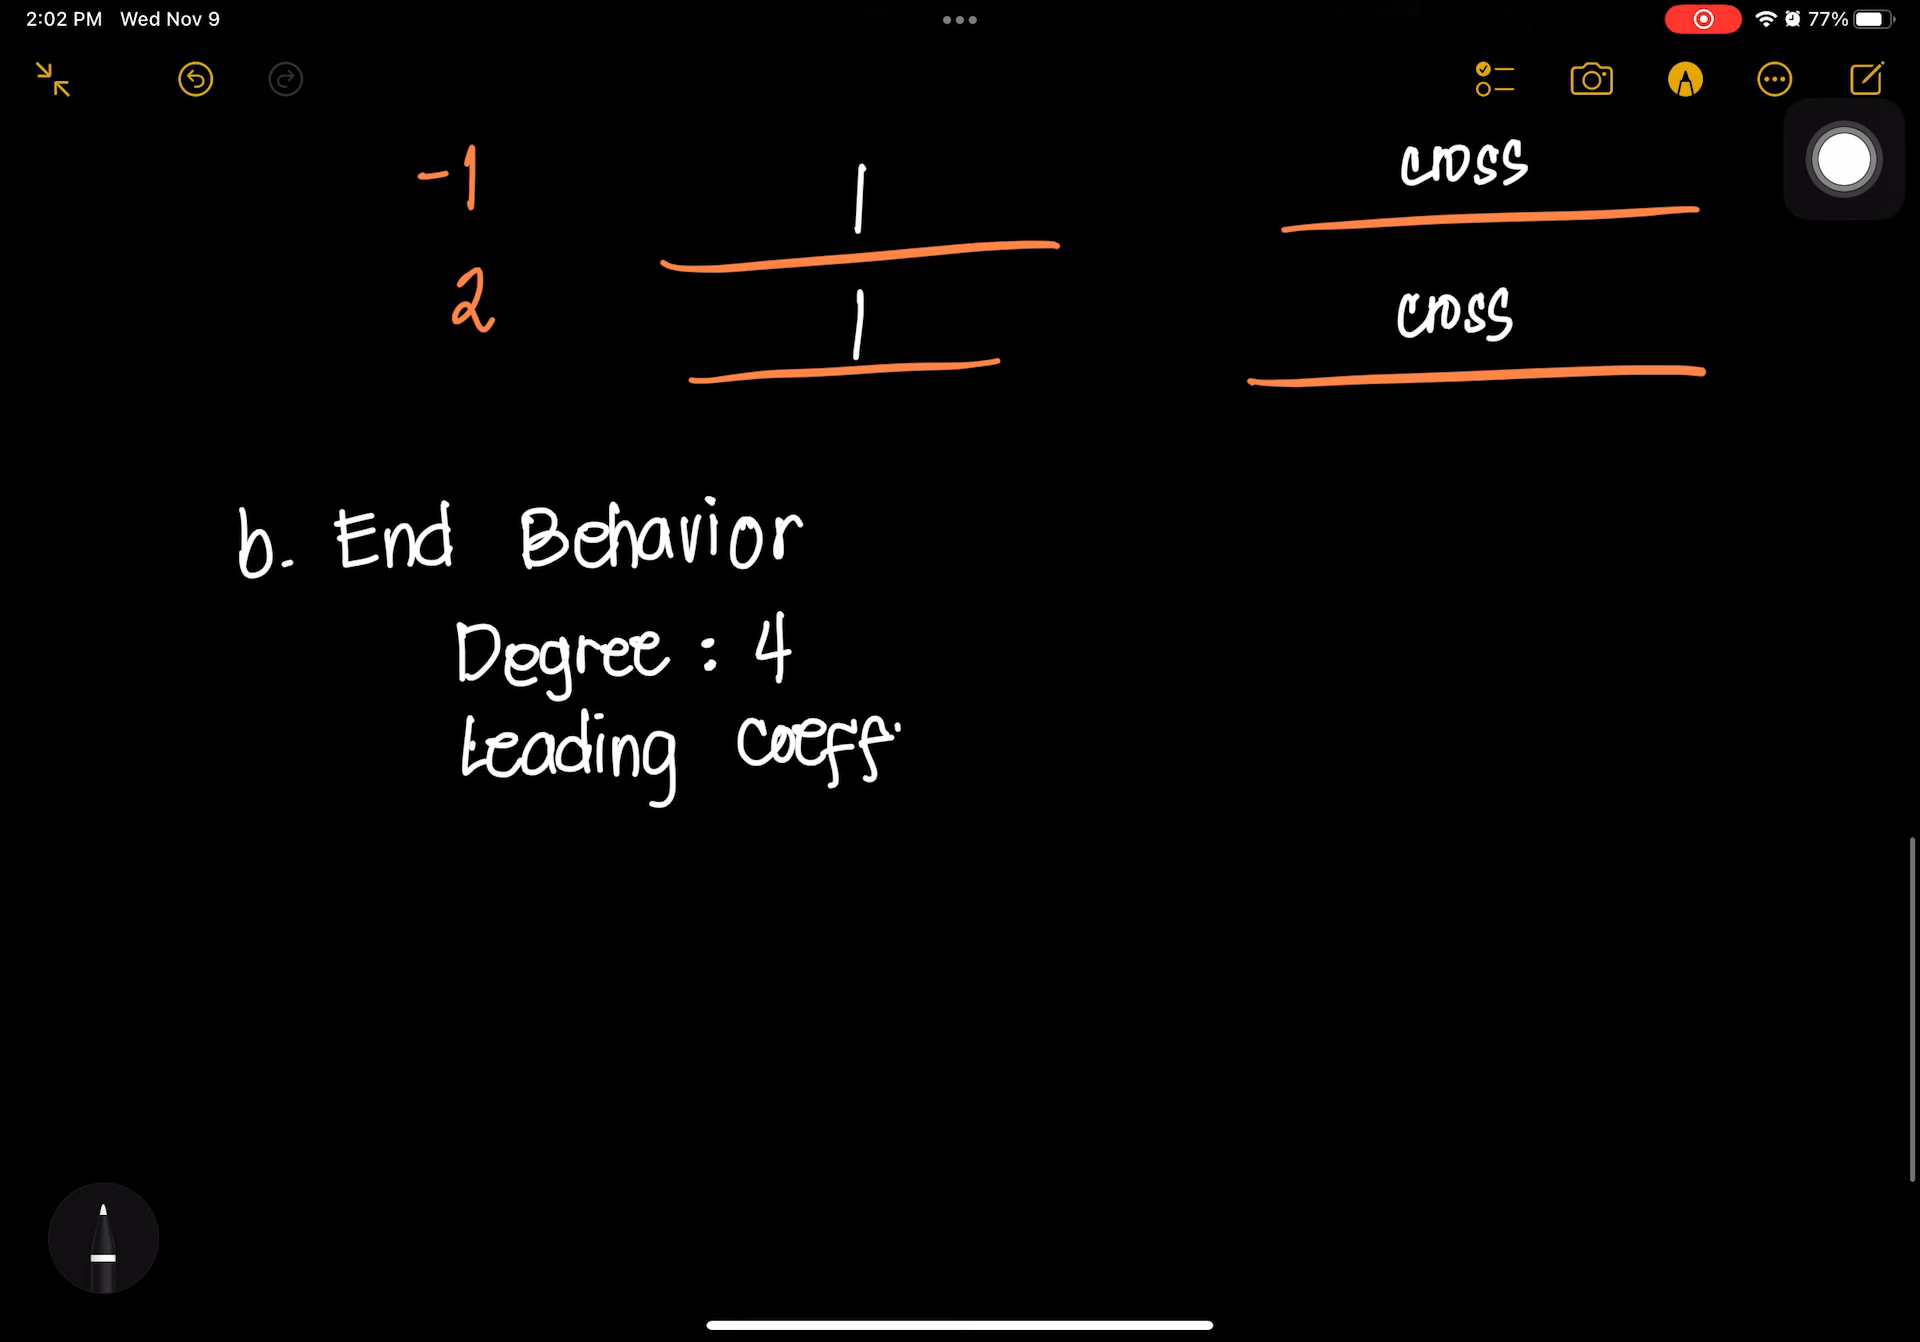 2:02 PM Wed Nov 9 77%
-1 1 cross
2 1 cross
b. End Behavior
Degree : 4
Leading coeff.